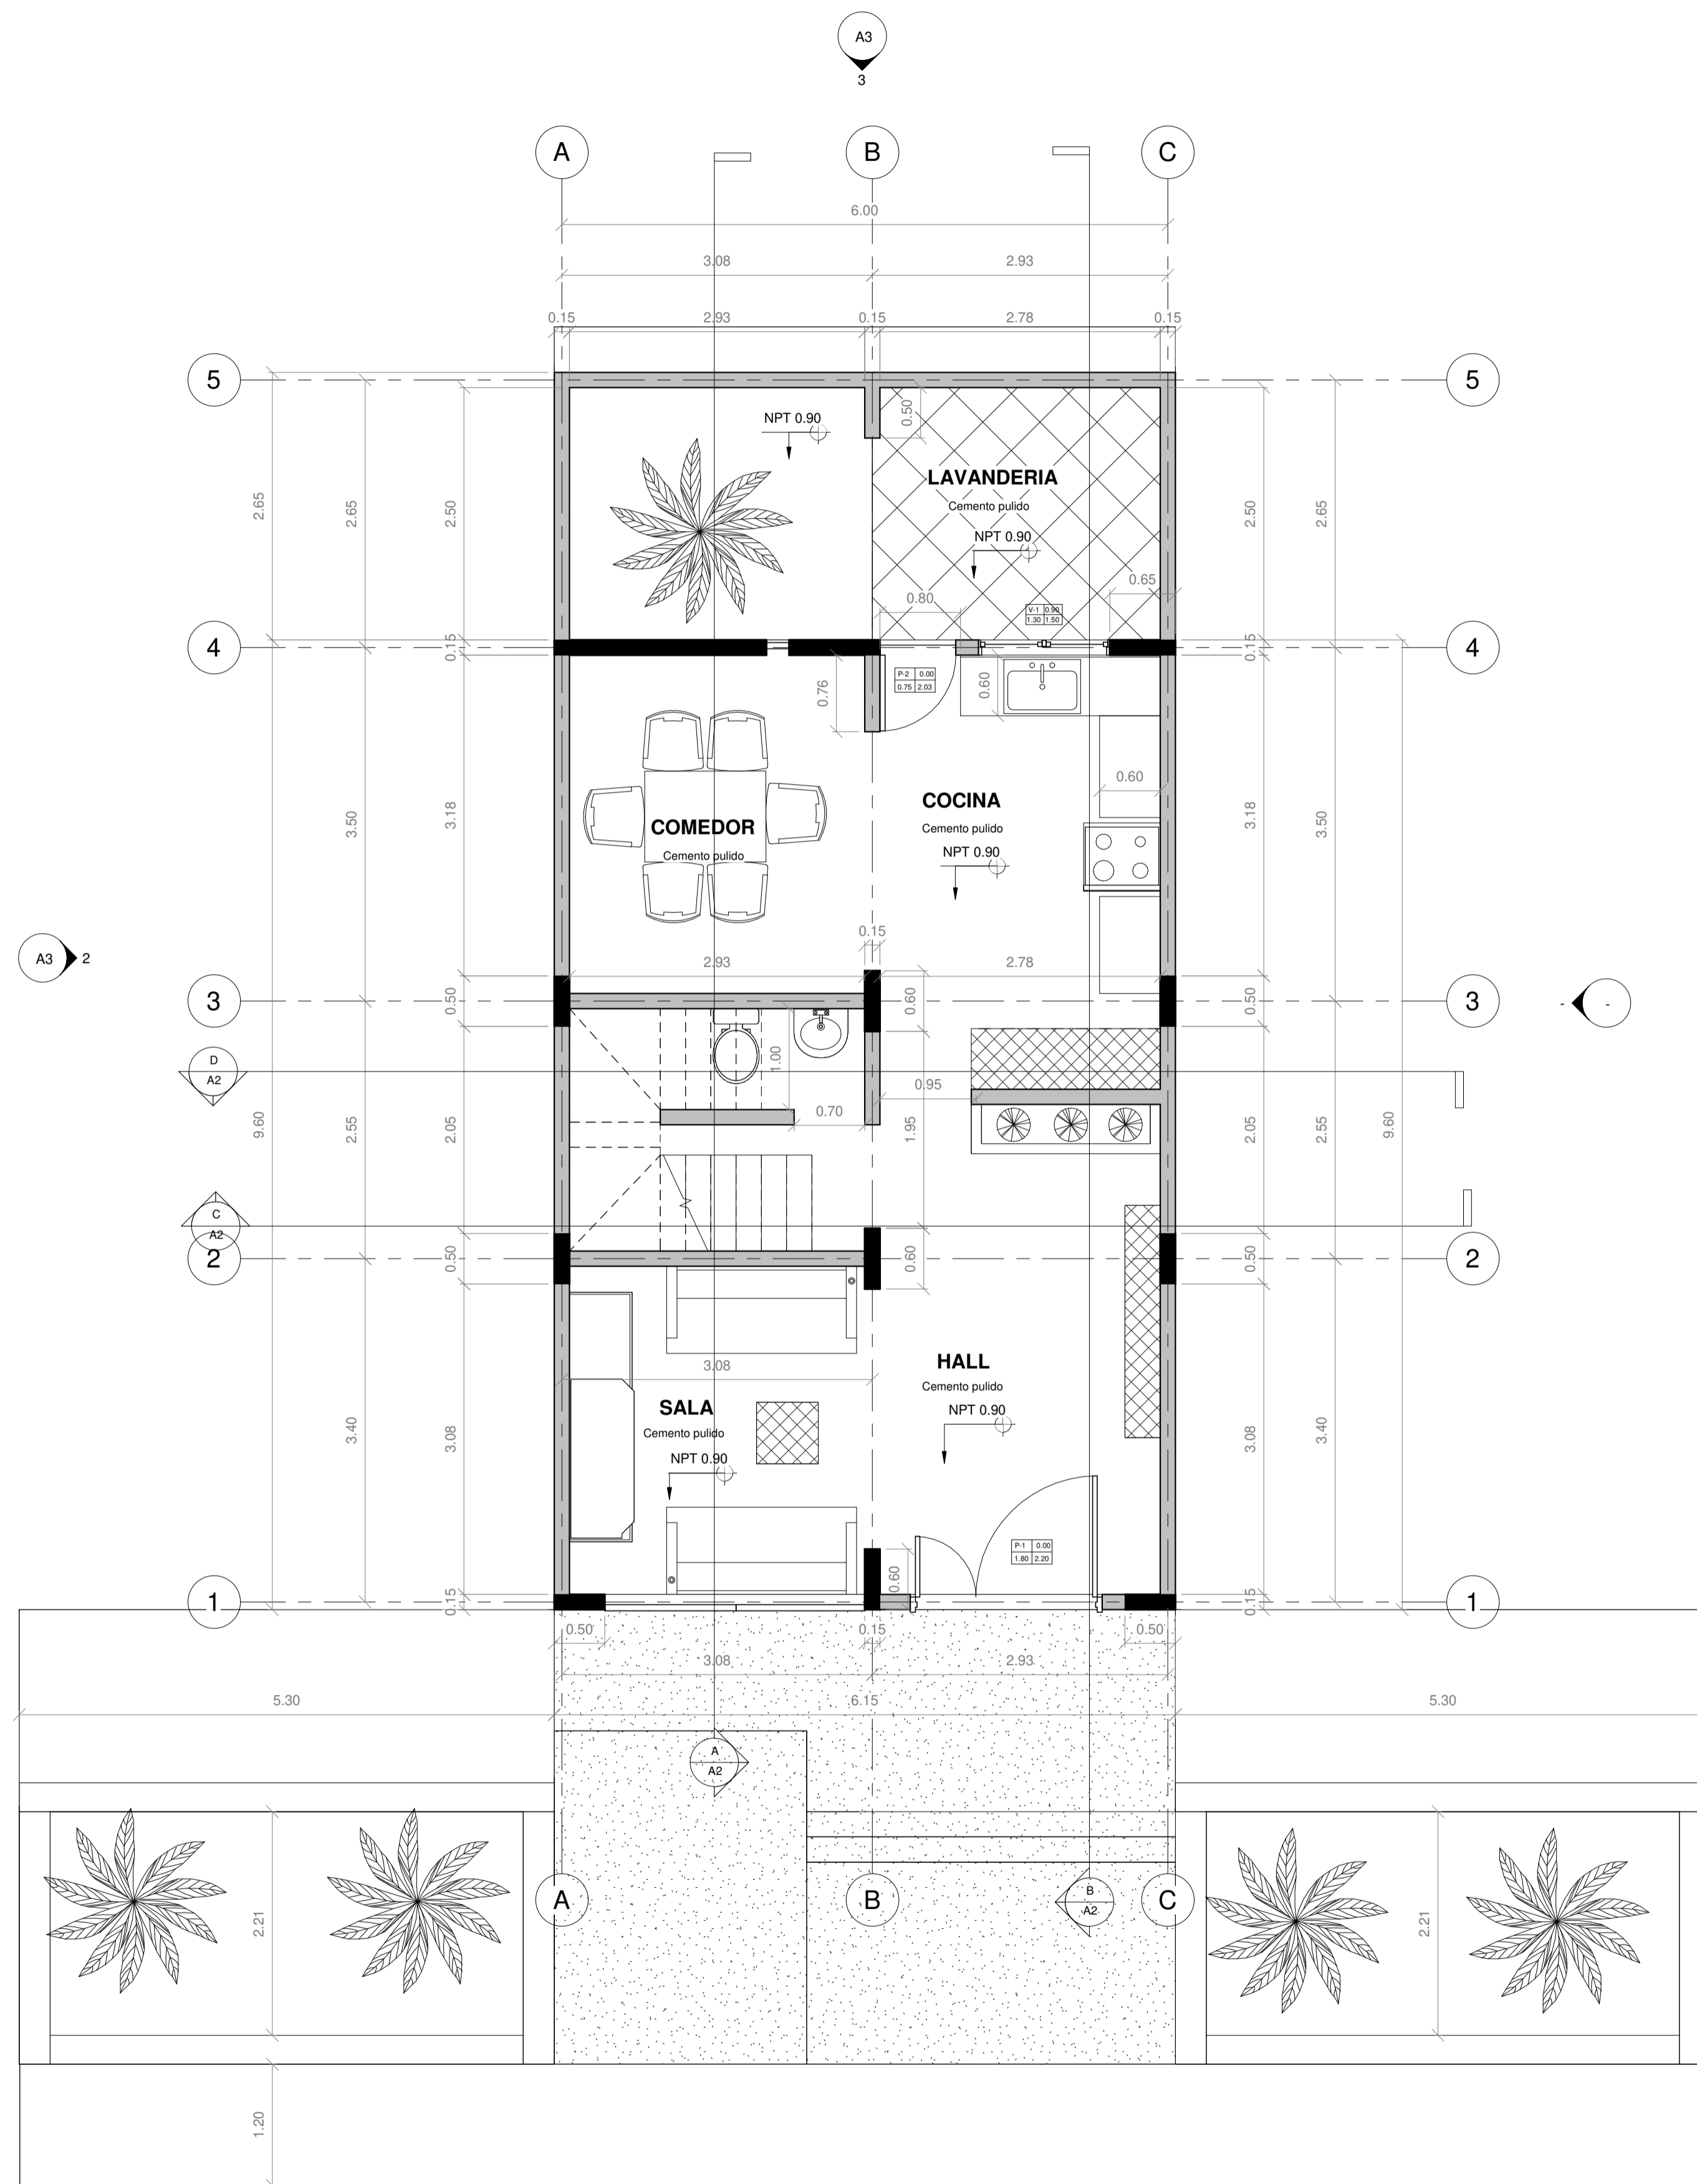 A3
3
A B C
6.00
3.08 2.93
0.15 2.93 0.15 2.78 0.15
5 5
NPT 0.90
0.50
LAVANDERIA
Cemento pulido
NPT 0.90
2.65 2.65 2.50 2.50 2.65
0.65
0.80
V-1 0.90
1.30 1.50
4 0.15 0.15 4
P-2 0.00
0.75 2.03
0.76
0.60
0.60
COCINA
Cemento pulido
NPT 0.90
COMEDOR
Cemento pulido
3.50 3.18 3.18 3.50
0.15
A3 2
2.93 2.78
3 0.50 0.60 0.50 3
- -
D
A2
1.00
0.95
0.70
9.60 2.55 2.05 1.95 2.05 2.55 9.60
C
A2
2 0.50 0.60 0.50 2
3.08
HALL
Cemento pulido
NPT 0.90
SALA
Cemento pulido
NPT 0.90
3.40 3.08 3.08 3.40
P-1 0.00
1.80 2.20
0.60
1 0.15 0.15 1
0.50 0.15 0.50
3.08 2.93
5.30 6.15 5.30
A
A2
A B C
B
A2
2.21 2.21
1.20